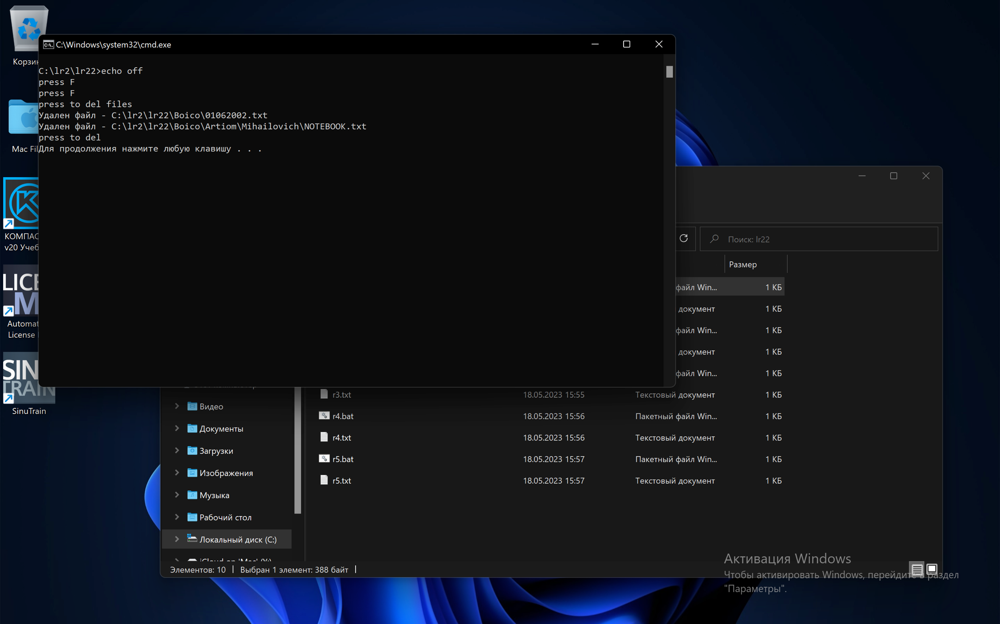 Корзин
C:\Windows\system32\cmd.exe
C:\lr2\lr22>echo off
press F
press F
press to del files
Удален файл - C:\lr2\lr22\Boico\01062002.txt
Удален файл - C:\lr2\lr22\Boico\Artiom\Mihailovich\NOTEBOOK.txt
press to del
Для продолжения нажмите любую клавишу . . .
Mac Fil
КОМПАС
v20 Учеб
LICE
M
Automat
License
SIN
TRAIN
SinuTrain
Поиск: lr22
Размер
файл Win... 1 КБ
документ 1 КБ
файл Win... 1 КБ
документ 1 КБ
файл Win... 1 КБ
r3.txt 18.05.2023 15:55 Текстовый документ 1 КБ
r4.bat 18.05.2023 15:56 Пакетный файл Win... 1 КБ
r4.txt 18.05.2023 15:56 Текстовый документ 1 КБ
r5.bat 18.05.2023 15:57 Пакетный файл Win... 1 КБ
r5.txt 18.05.2023 15:57 Текстовый документ 1 КБ
Видео
Документы
Загрузки
Изображения
Музыка
Рабочий стол
Локальный диск (C:)
iCloud on 'Mac' (Y:)
Элементов: 10 Выбран 1 элемент: 388 байт
Активация Windows
Чтобы активировать Windows, перейдите в раздел
"Параметры".